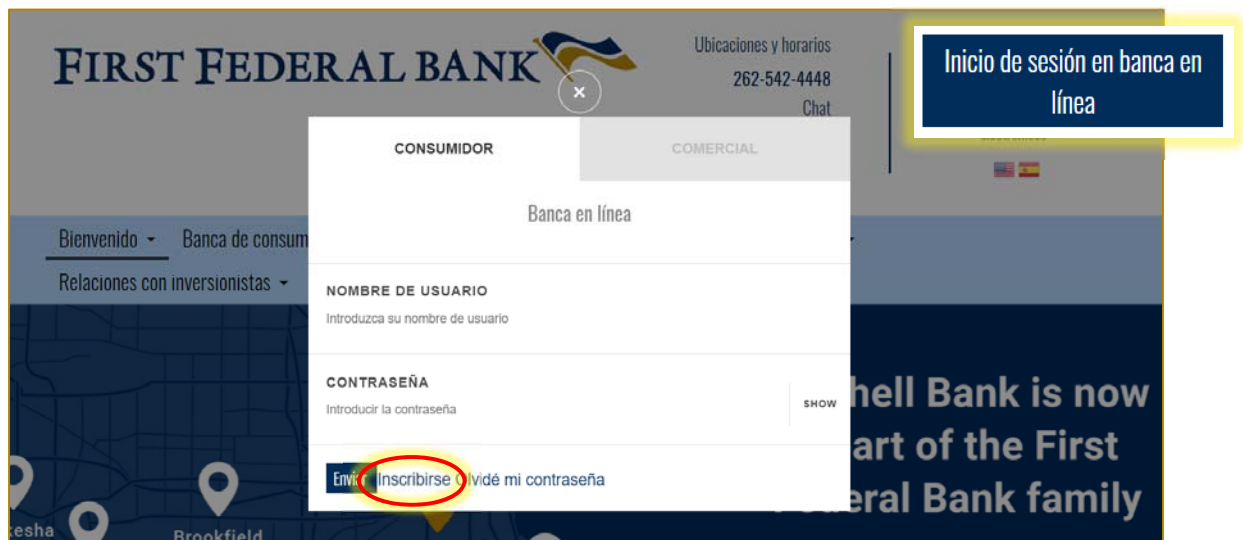 FIRST FEDERAL BANK
Ubicaciones y horarios
262-542-4448
Chat
Inicio de sesión en banca en
línea
CONSUMIDOR
COMERCIAL
Banca en línea
Bienvenido
Banca de consum
Relaciones con inversionistas
NOMBRE DE USUARIO
Introduzca su nombre de usuario
CONTRASEÑA
Introducir la contraseña
SHOW
Enviar Inscribirse Olvidé mi contraseña
hell Bank is now
art of the First
eral Bank family
esha
Brookfield